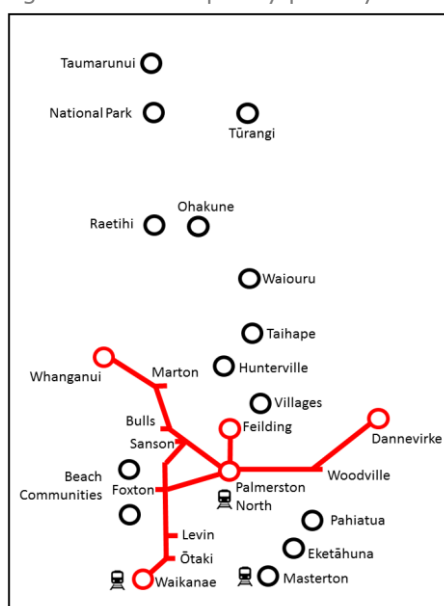 Taumarunui
National Park
Tūrangi
Ohakune
Raetihi
Waiouru
Taihape
Whanganui
Marton
Hunterville
Villages
Bulls
Feilding
Sanson
Dannevirke
Beach
Communities
Foxton
Palmerston
North
Woodville
Pahiatua
Levin
Eketāhuna
Ōtaki
Waikanae
Masterton